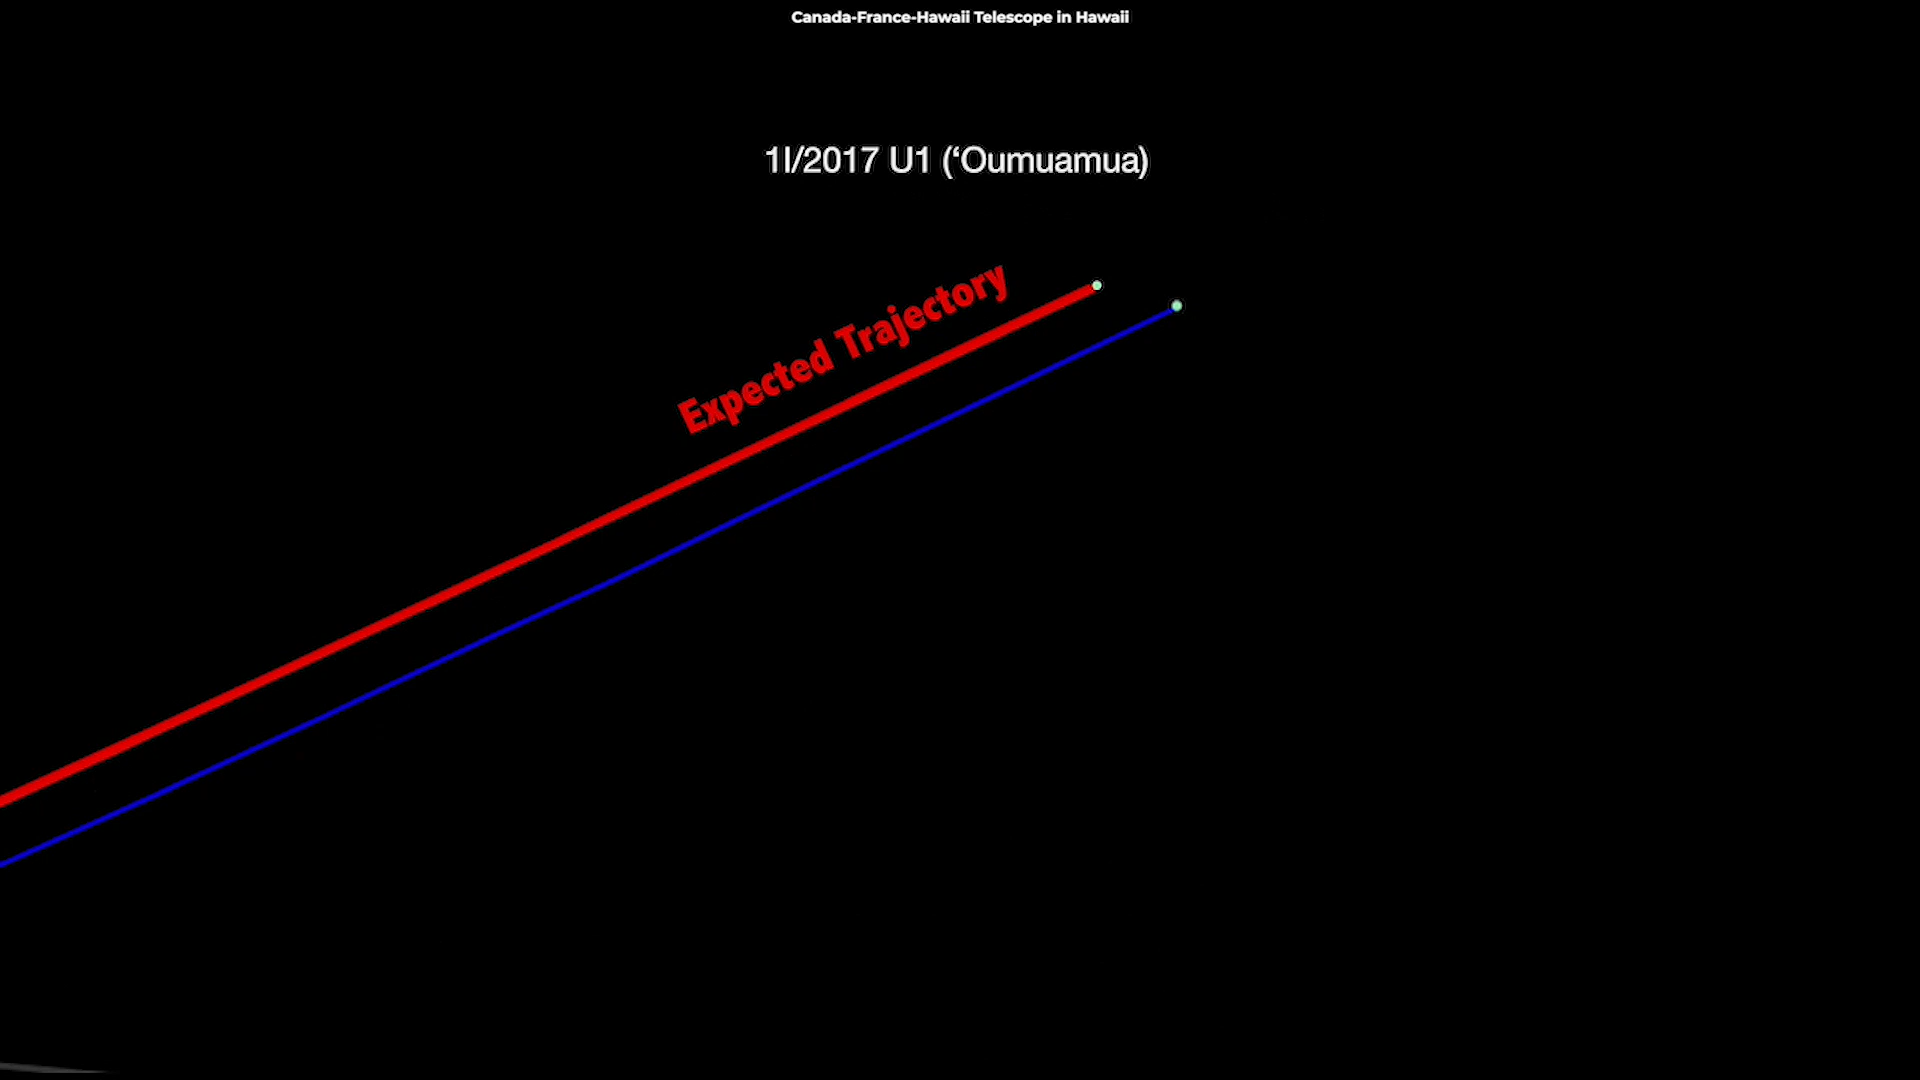 Canada-France-Hawaii Telescope in Hawaii
1I/2017 U1 (‘Oumuamua)
Expected Trajectory